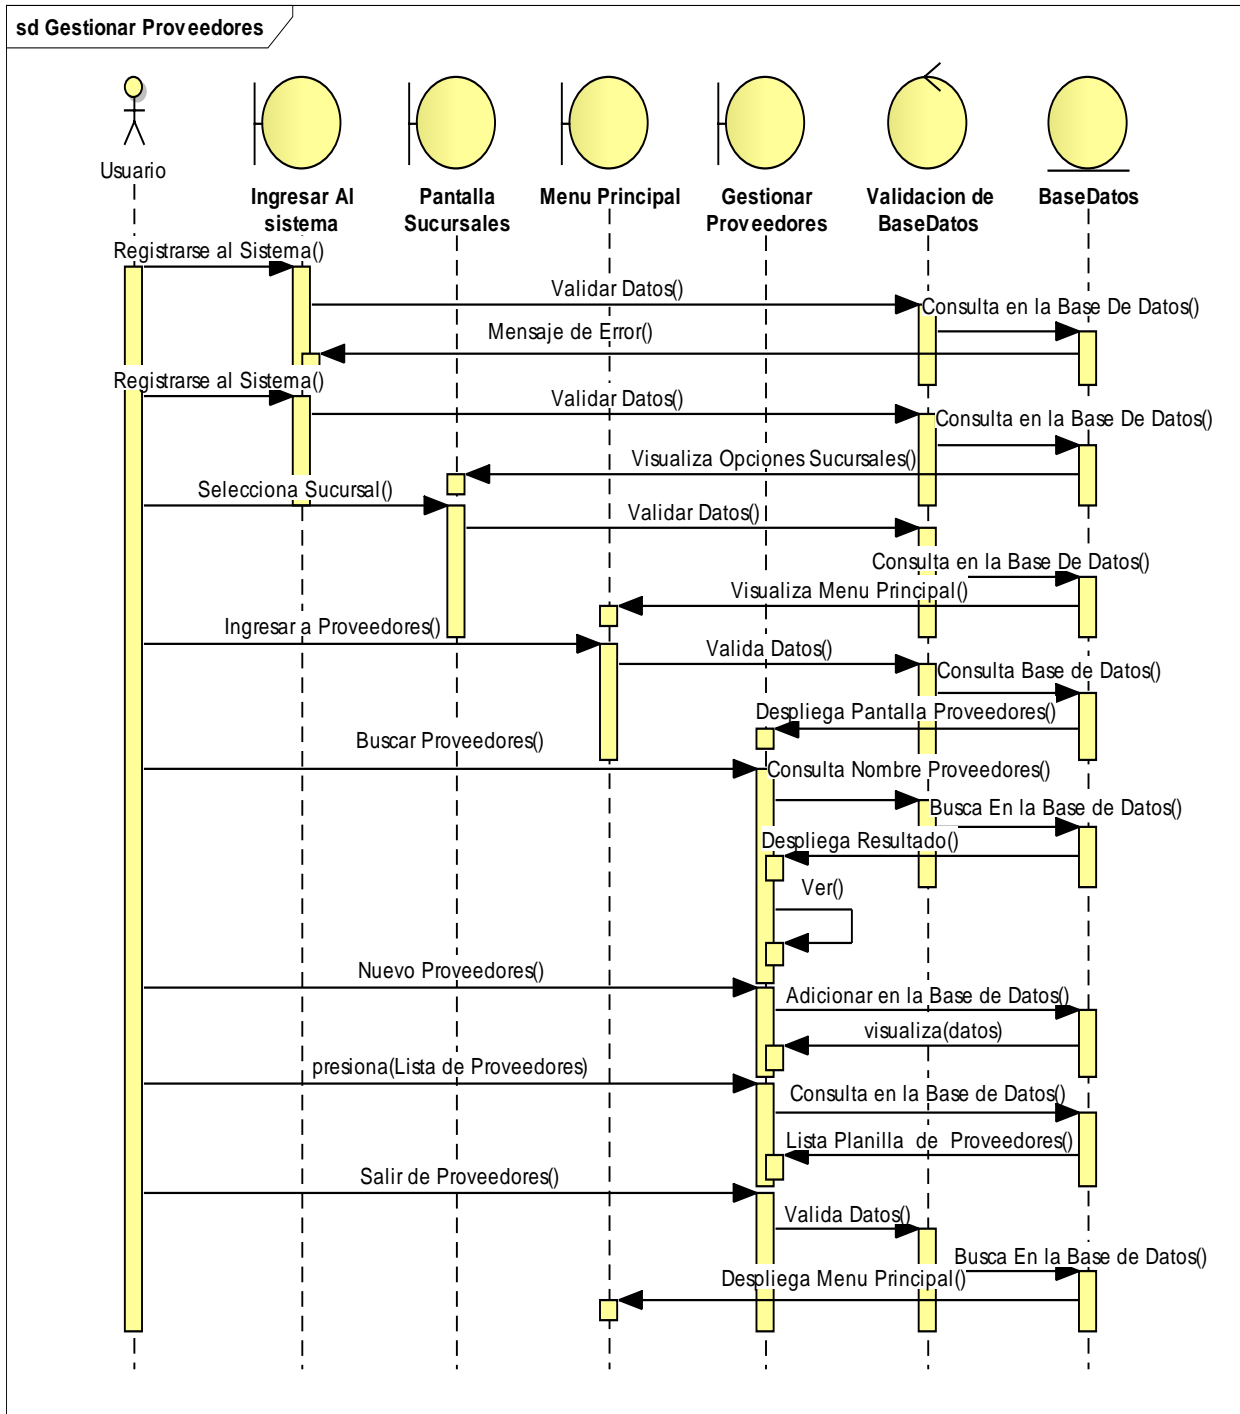 sd Gestionar Proveedores
Usuario
Ingresar Al
sistema
Pantalla
Sucursales
Menu Principal
Gestionar
Proveedores
Validacion de
BaseDatos
BaseDatos
Registrarse al Sistema()
Validar Datos()
Consulta en la Base De Datos()
Mensaje de Error()
Registrarse al Sistema()
Validar Datos()
Consulta en la Base De Datos()
Visualiza Opciones Sucursales()
Selecciona Sucursal()
Validar Datos()
Consulta en la Base De Datos()
Visualiza Menu Principal()
Ingresar a Proveedores()
Valida Datos()
Consulta Base de Datos()
Despliega Pantalla Proveedores()
Buscar Proveedores()
Consulta Nombre Proveedores()
Busca En la Base de Datos()
Despliega Resultado()
Ver()
Nuevo Proveedores()
Adicionar en la Base de Datos()
visualiza(datos)
presiona(Lista de Proveedores)
Consulta en la Base de Datos()
Lista Planilla de Proveedores()
Salir de Proveedores()
Valida Datos()
Busca En la Base de Datos()
Despliega Menu Principal()